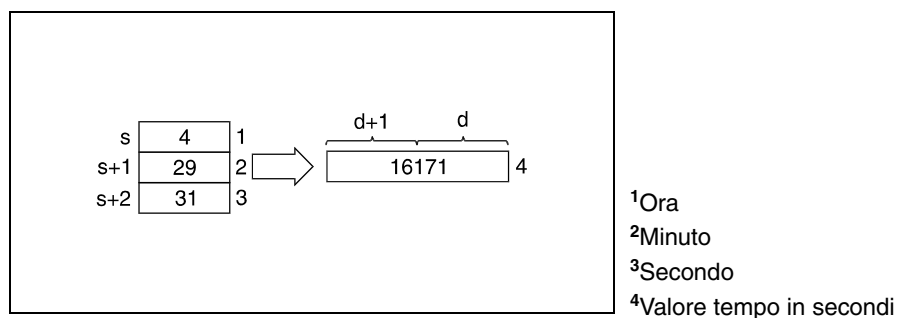 d+1 d
s 4 1
s+1 29 2 16171 4
s+2 31 3
1Ora
2Minuto
3Secondo
4Valore tempo in secondi